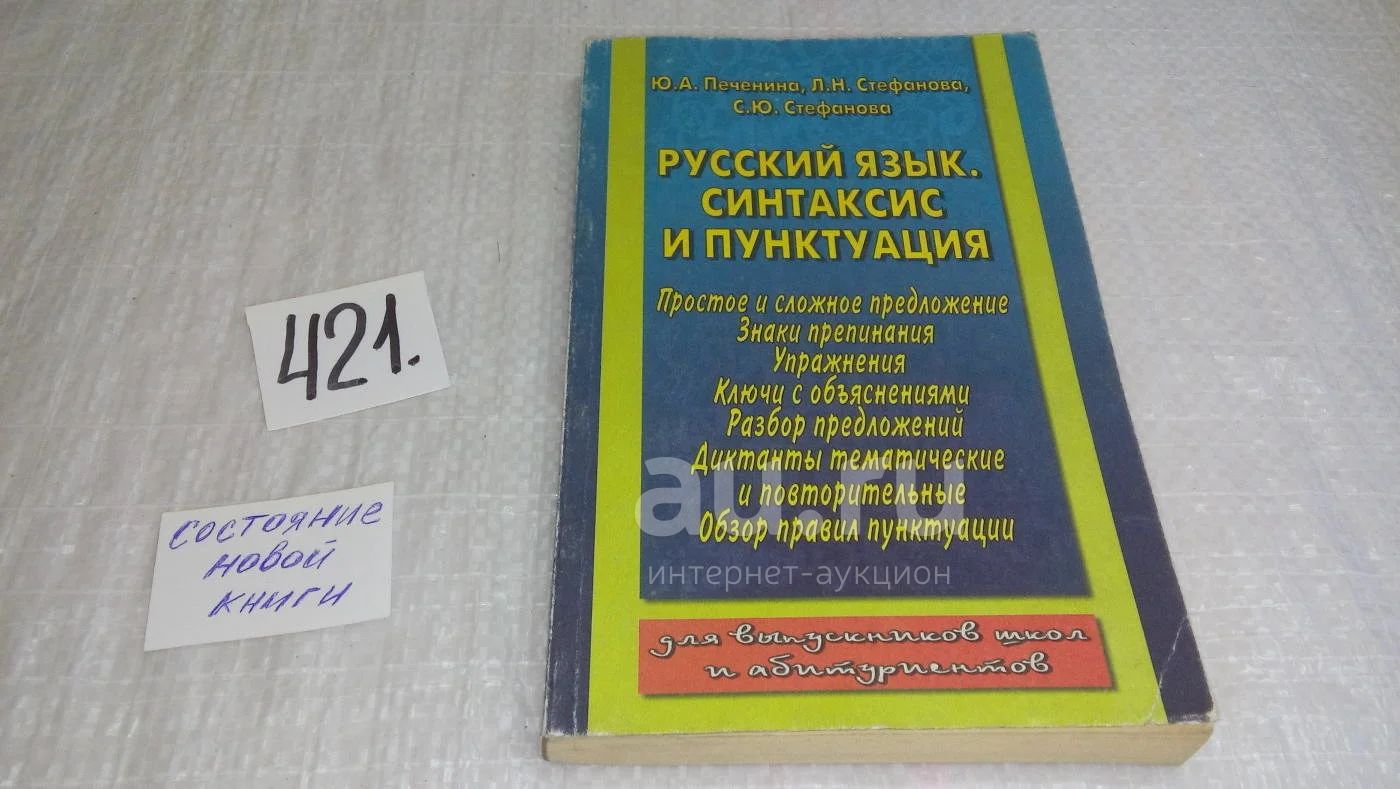 Ю.А. Печенина, Л.Н. Стефанова,
С.Ю. Стефанова
РУССКИЙ ЯЗЫК.
СИНТАКСИС
И ПУНКТУАЦИЯ
Простое и сложное предложение
Знаки препинания
Упражнения
Ключи с объяснениями
Разбор предложений
Диктанты тематические
и повторительные
Обзор правил пунктуации
для выпускников школ
и абитуриентов
421.
состояние
новой
книги
au.ru
интернет-аукцион